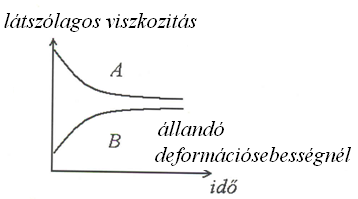 látszólagos viszkozitás
A
B
állandó
deformációsebességnél
idő